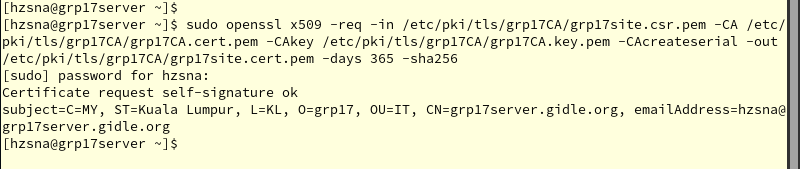 [hzsna@grp17server ~]$
[hzsna@grp17server ~]$ sudo openssl x509 -req -in /etc/pki/tls/grp17CA/grp17site.csr.pem -CA /etc/
pki/tls/grp17CA/grp17CA.cert.pem -CAkey /etc/pki/tls/grp17CA/grp17CA.key.pem -CAcreateserial -out
/etc/pki/tls/grp17CA/grp17site.cert.pem -days 365 -sha256
[sudo] password for hzsna:
Certificate request self-signature ok
subject=C=MY, ST=Kuala Lumpur, L=KL, O=grp17, OU=IT, CN=grp17server.gidle.org, emailAddress=hzsna@
grp17server.gidle.org
[hzsna@grp17server ~]$